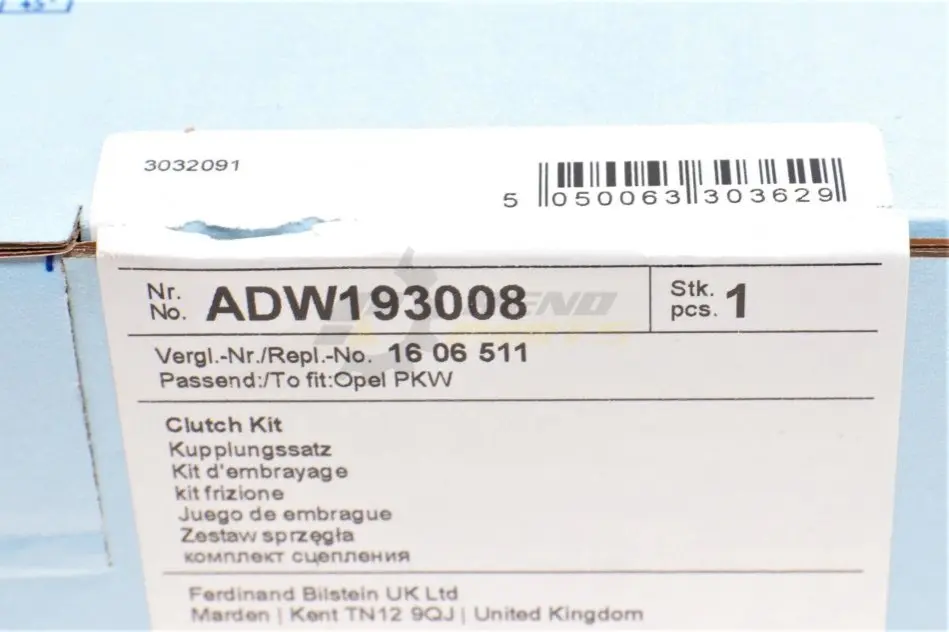 45°
3032091
5 050063 303629
Nr.
No. ADW193008
Stk.
pcs. 1
Vergl.-Nr./Repl.-No. 16 06 511
Passend:/To fit:Opel PKW
Clutch Kit
Kupplungssatz
Kit d'embrayage
kit frizione
Juego de embrague
Zestaw sprzęgła
комплект сцепления
Ferdinand Bilstein UK Ltd
Marden | Kent TN12 9QJ | United Kingdom